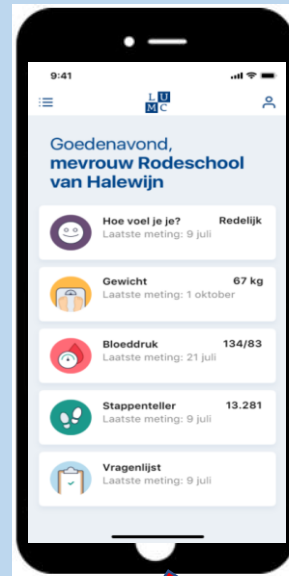 9:41
L U
M C
Goedenavond,
mevrouw Rodeschool
van Halewijn
Hoe voel je je? Redelijk
Laatste meting: 9 juli
Gewicht 67 kg
Laatste meting: 1 oktober
Bloeddruk 134/83
Laatste meting: 21 juli
Stappenteller 13.281
Laatste meting: 9 juli
Vragenlijst
Laatste meting: 9 juli